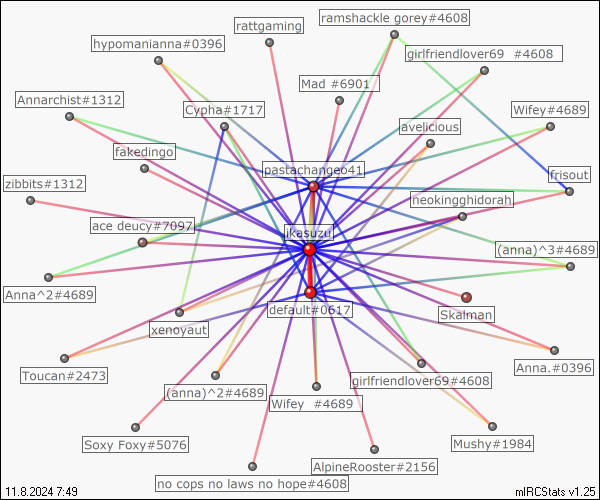 rattgaming
ramshackle gorey#4608
hypomanianna#0396
girlfriendlover69 #4608
Mad #6901
Annarchist#1312
Cypha#1717
Wifey#4689
avelicious
fakedingo
pastachangeo41
frisout
zibbits#1312
neokingghidorah
ace deucy#7097
ikasuzu
(anna)^3#4689
Anna^2#4689
default#0617
Skalman
xenoyaut
Toucan#2473
Anna.#0396
(anna)^2#4689
girlfriendlover69#4608
Wifey #4689
Soxy Foxy#5076
Mushy#1984
AlpineRooster#2156
no cops no laws no hope#4608
11.8.2024 7:49
mIRCStats v1.25